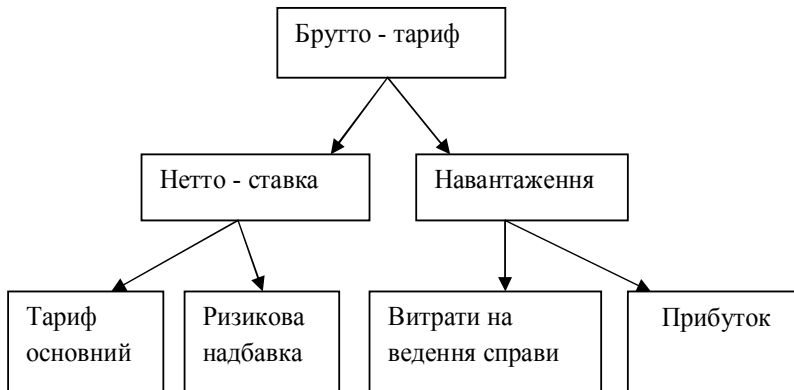 Брутто - тариф
Нетто - ставка
Навантаження
Тариф
основний
Ризикова
надбавка
Витрати на
ведення справи
Прибуток